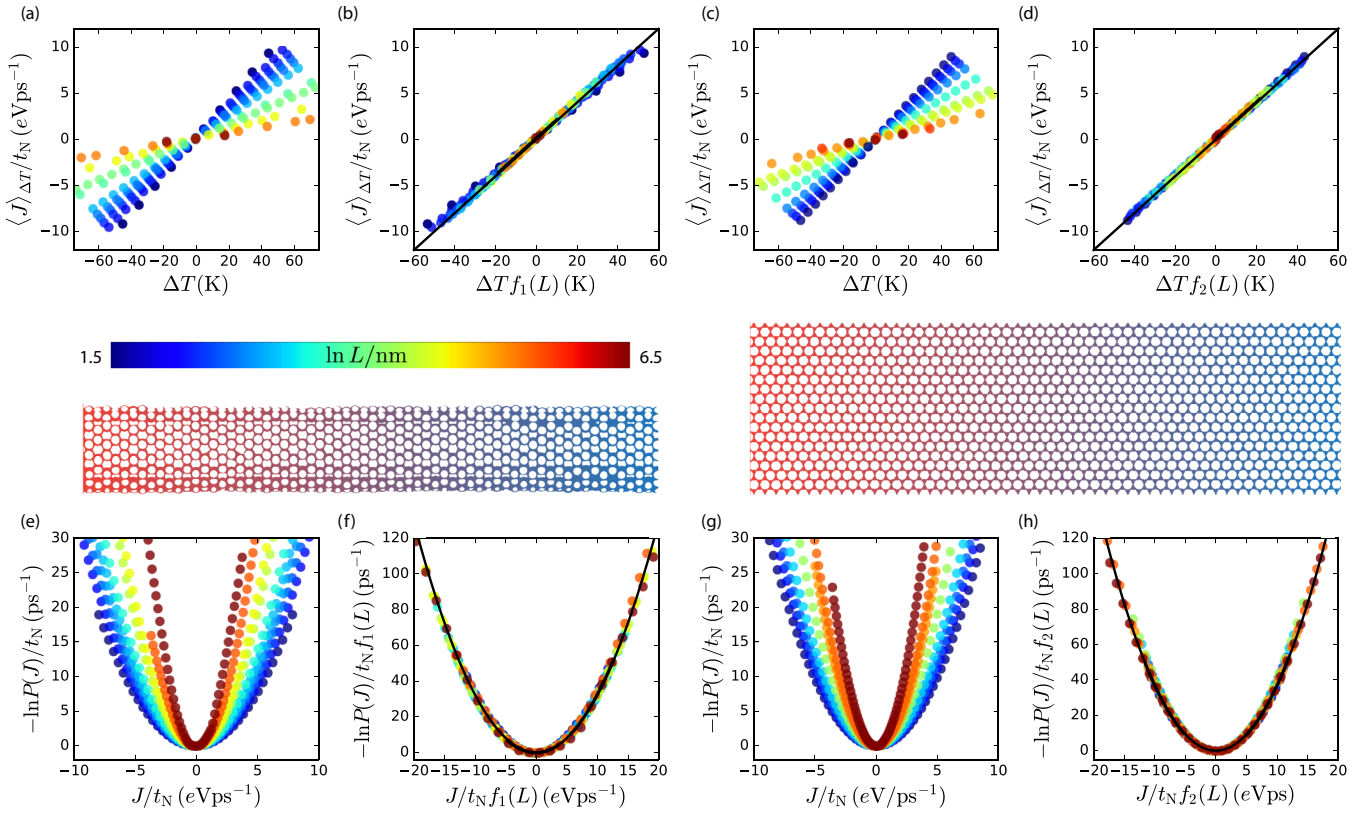 (a) (b) (c) (d)
⟨J⟩ΔT/tN (eVps−1)
10
5
0
−5
−10
−60 −40 −20 0 20 40 60
ΔT(K)
⟨J⟩ΔT/tN (eVps−1)
10
5
0
−5
−10
−60 −40 −20 0 20 40 60
ΔTf1(L) (K)
⟨J⟩ΔT/tN (eVps−1)
10
5
0
−5
−10
−60 −40 −20 0 20 40 60
ΔT(K)
⟨J⟩ΔT/tN (eVps−1)
10
5
0
−5
−10
−60 −40 −20 0 20 40 60
ΔTf2(L) (K)
1.5 ln L/nm 6.5
(e) (f) (g) (h)
−lnP(J)/tN (ps−1)
30
25
20
15
10
5
0
−10 −5 0 5 10
J/tN (eVps−1)
−lnP(J)/tNf1(L) (ps−1)
120
100
80
60
40
20
0
−20 −15 −10 −5 0 5 10 15 20
J/tNf1(L) (eVps−1)
−lnP(J)/tN (ps−1)
30
25
20
15
10
5
0
−10 −5 0 5 10
J/tN (eV/ps−1)
−lnP(J)/tNf2(L) (ps−1)
120
100
80
60
40
20
0
−20 −15 −10 −5 0 5 10 15 20
J/tNf2(L) (eVps)